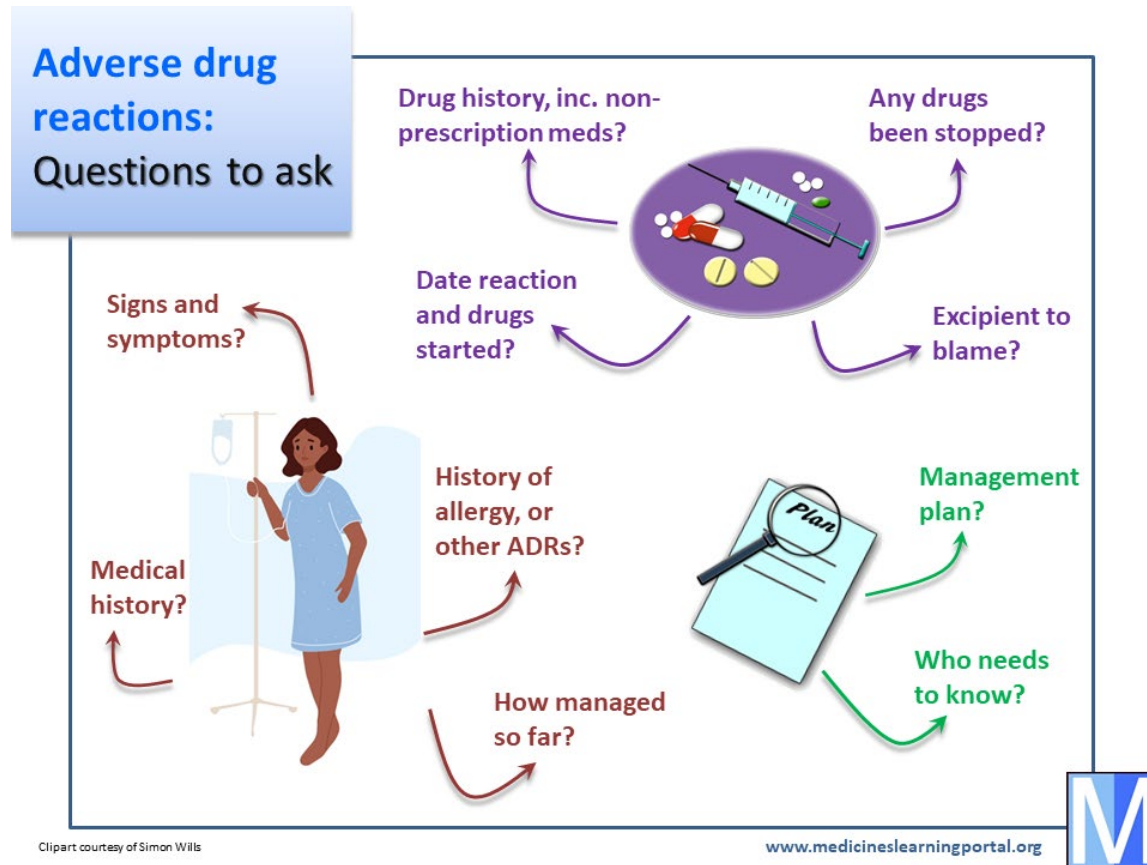 Adverse drug
reactions:
Questions to ask
Drug history, inc. non-
prescription meds?
Any drugs
been stopped?
Date reaction
and drugs
started?
Excipient to
blame?
Signs and
symptoms?
History of
allergy, or
other ADRs?
Medical
history?
How managed
so far?
Plan
Management
plan?
Who needs
to know?
Clipart courtesy of Simon Wills
www.medicineslearningportal.org
M